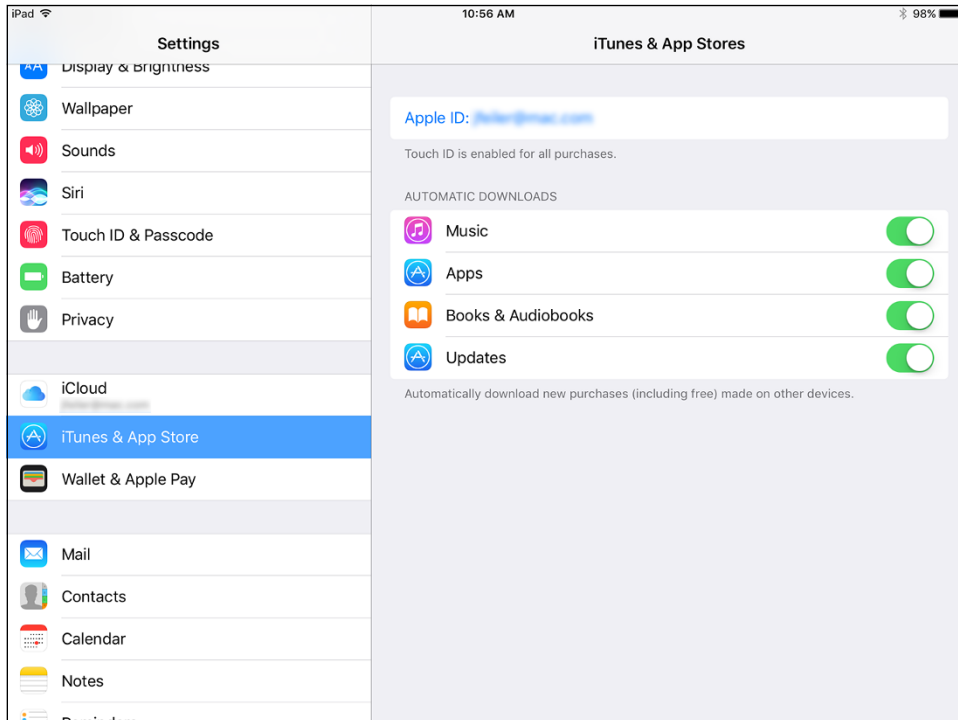 iPad 10:56 AM 98%
Settings
Display & Brightness
Wallpaper
Sounds
Siri
Touch ID & Passcode
Battery
Privacy
iCloud
iTunes & App Store
Wallet & Apple Pay
Mail
Contacts
Calendar
Notes
iTunes & App Stores
Apple ID:
Touch ID is enabled for all purchases.
AUTOMATIC DOWNLOADS
Music
Apps
Books & Audiobooks
Updates
Automatically download new purchases (including free) made on other devices.